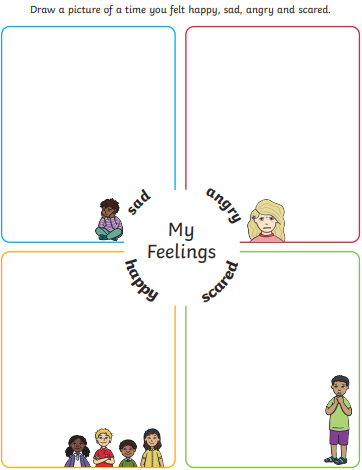 Draw a picture of a time you felt happy, sad, angry and scared.
sad
angry
My
Feelings
happy
scared